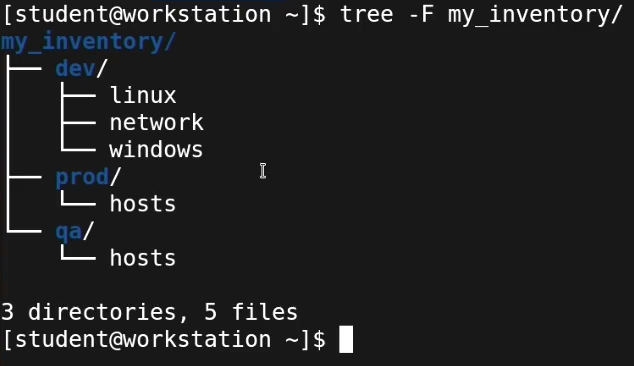 [student@workstation ~]$ tree -F my_inventory/
my_inventory/
├── dev/
│   ├── linux
│   ├── network
│   └── windows
├── prod/
│   └── hosts
└── qa/
    └── hosts

3 directories, 5 files
[student@workstation ~]$